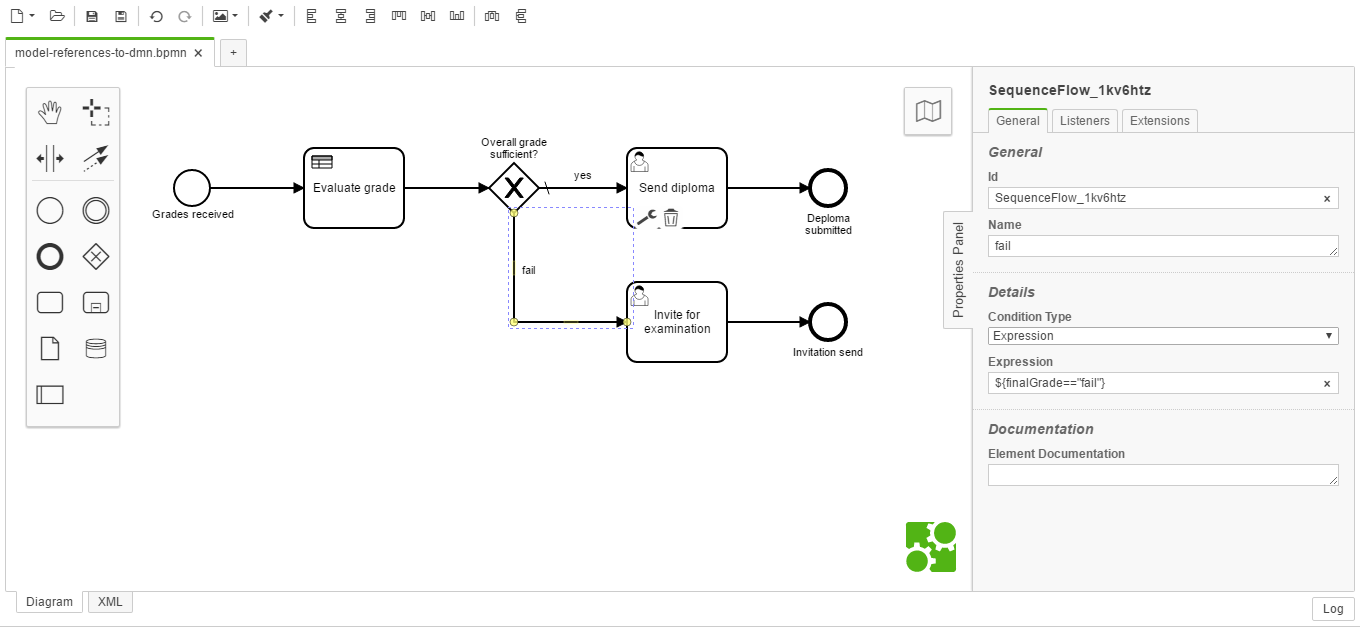 model-references-to-dmn.bpmn ×
+
Overall grade
sufficient?
yes
Evaluate grade
Send diploma
Grades received
Deploma
submitted
fail
Invite for
examination
Invitation send
Properties Panel
SequenceFlow_1kv6htz
General Listeners Extensions
General
Id
SequenceFlow_1kv6htz ×
Name
fail
Details
Condition Type
Expression
Expression
${finalGrade=="fail"} ×
Documentation
Element Documentation
Diagram XML
Log